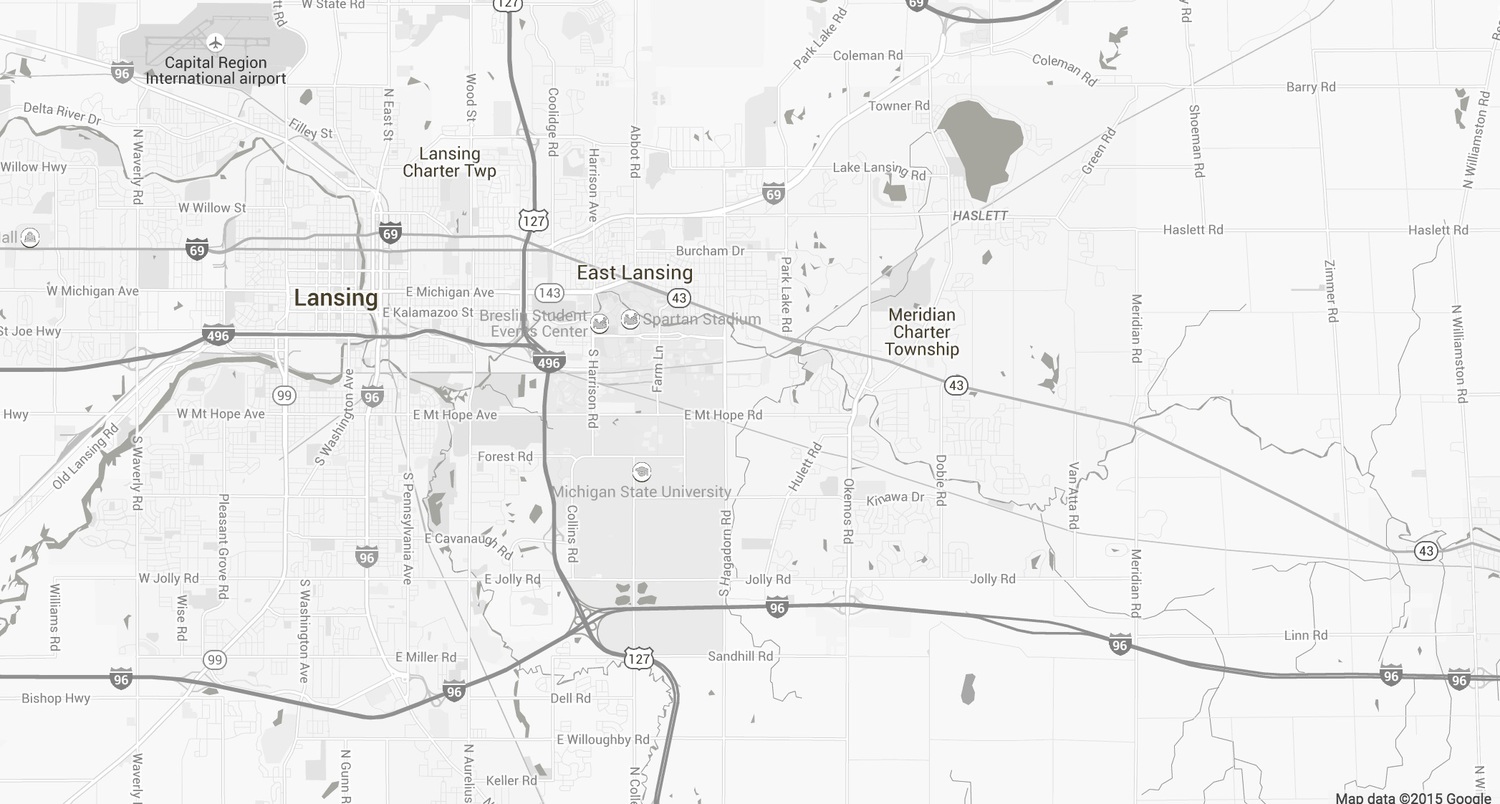 W State Rd
127
69
Park Lake Rd
Coleman Rd
Coleman Rd
Capital Region
International airport
96
Barry Rd
N East St
Wood St
Coolidge Rd
Towner Rd
Delta River Dr
Filley St
N Waverly Rd
Abbot Rd
Shoeman Rd
Green Rd
N Williamston Rd
Lansing
Charter Twp
Harrison Ave
Willow Hwy
Lake Lansing Rd
69
W Willow St
127
HASLETT
Haslett Rd
Haslett Rd
69
69
Burcham Dr
East Lansing
Park Lake Rd
Zimmer Rd
W Michigan Ave
Lansing
E Michigan Ave
143
43
Meridian Rd
N Williamston Rd
St Joe Hwy
E Kalamazoo St
Breslin Student
Events Center
Spartan Stadium
Meridian
Charter
Township
496
496
S Harrison Rd
Farm Ln
43
99
96
Hwy
W Mt Hope Ave
S Washington Ave
E Mt Hope Ave
E Mt Hope Rd
Old Lansing Rd
S Waverly Rd
Forest Rd
Hulett Rd
Michigan State University
Okemos Rd
Kinawa Dr
Dobie Rd
Van Atta Rd
Pleasant Grove Rd
S Pennsylvania Ave
Collins Rd
S Hagadorn Rd
E Cavanaugh Rd
96
43
Meridian Rd
W Jolly Rd
E Jolly Rd
Jolly Rd
Jolly Rd
Williams Rd
Wise Rd
S Washington Ave
96
Linn Rd
96
99
E Miller Rd
127
Sandhill Rd
96
96
96
96
Bishop Hwy
Dell Rd
E Willoughby Rd
Keller Rd
N Aurelius
Map data ©2015 Google